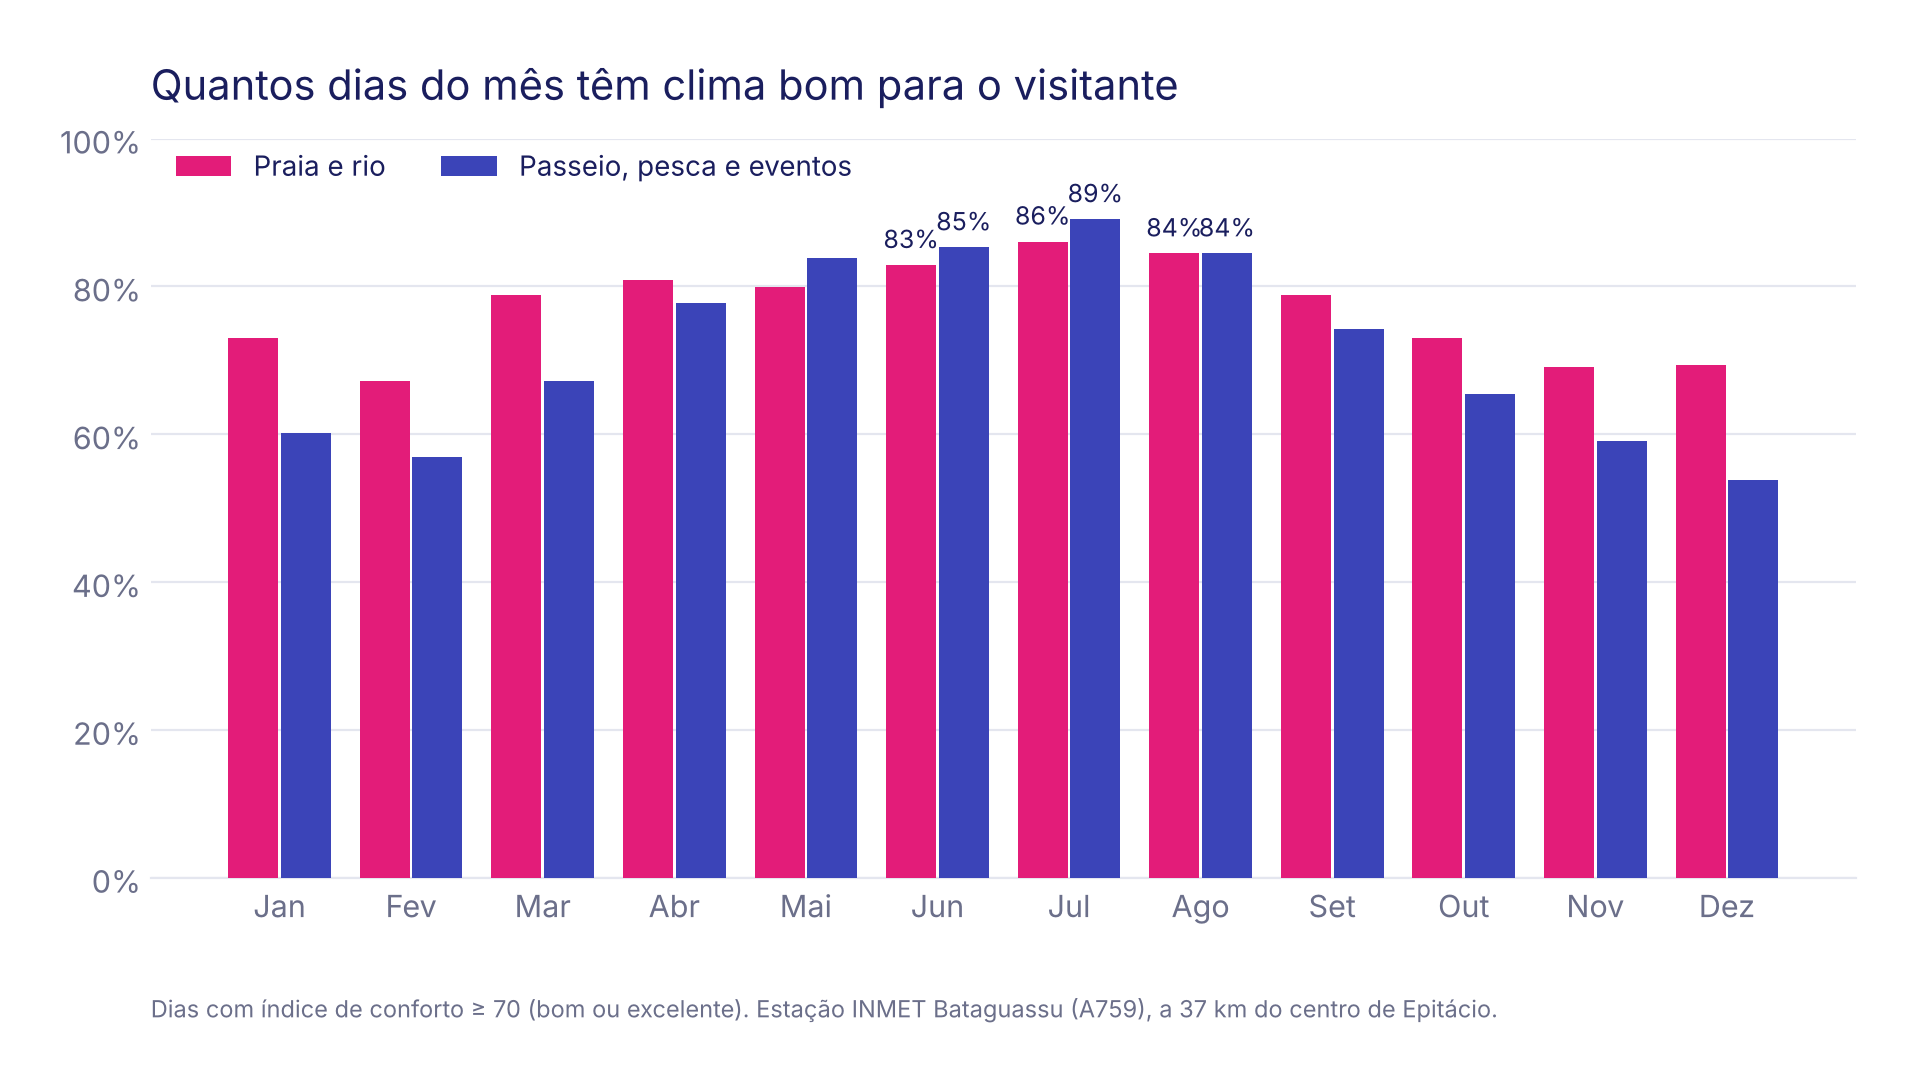 Quantos dias do mês têm clima bom para o visitante
100%
Praia e rio
Passeio, pesca e eventos
83%
85%
86%
89%
84%
84%
80%
60%
40%
20%
0%
Jan Fev Mar Abr Mai Jun Jul Ago Set Out Nov Dez
Dias com índice de conforto ≥ 70 (bom ou excelente). Estação INMET Bataguassu (A759), a 37 km do centro de Epitácio.